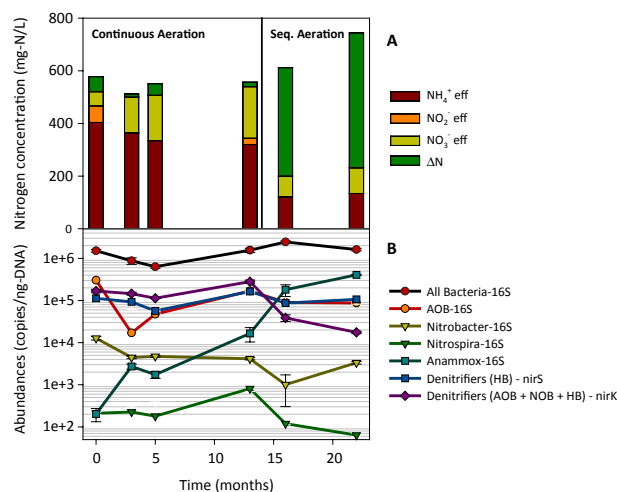 Nitrogen concentration (mg-N/L)
800
600
400
200
0
Continuous Aeration
Seq. Aeration
A
NH₄⁺ eff
NO₂⁻ eff
NO₃⁻ eff
ΔN
Abundances (copies/ng-DNA)
1e+6
1e+5
1e+4
1e+3
1e+2
B
All Bacteria-16S
AOB-16S
Nitrobacter-16S
Nitrospira-16S
Anammox-16S
Denitrifiers (HB) - nirS
Denitrifiers (AOB + NOB + HB) - nirK
0 5 10 15 20
Time (months)